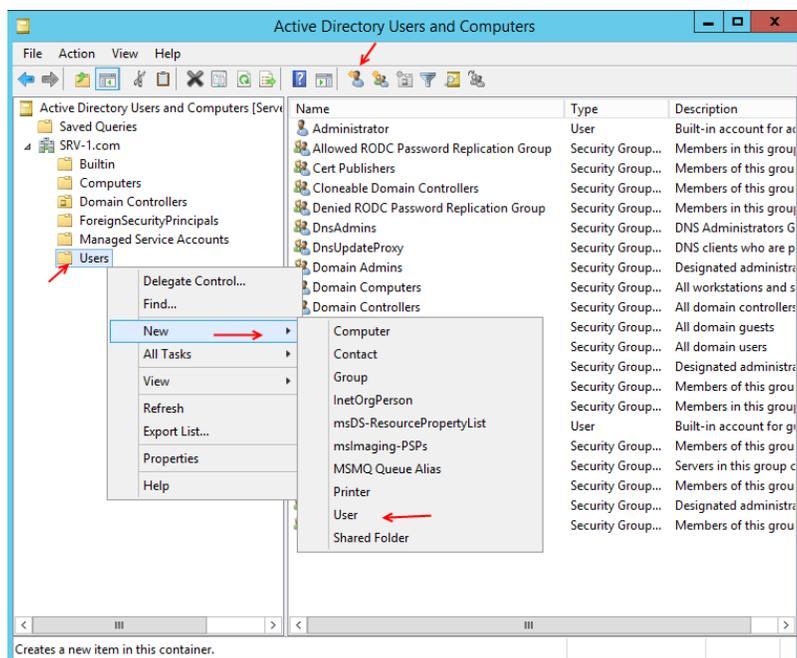 Active Directory Users and Computers
File Action View Help
Active Directory Users and Computers [Serve
Saved Queries
SRV-1.com
Builtin
Computers
Domain Controllers
ForeignSecurityPrincipals
Managed Service Accounts
Users
Name Type Description
Administrator User Built-in account for ad
Allowed RODC Password Replication Group Security Group... Members in this group
Cert Publishers Security Group... Members of this grou
Cloneable Domain Controllers Security Group... Members of this grou
Denied RODC Password Replication Group Security Group... Members in this group
DnsAdmins Security Group... DNS Administrators G
DnsUpdateProxy Security Group... DNS clients who are p
Domain Admins Security Group... Designated administra
Domain Computers Security Group... All workstations and s
Domain Controllers Security Group... All domain controllers
Security Group... All domain guests
Security Group... All domain users
Security Group... Designated administra
Security Group... Members of this grou
Security Group... Members in this group
User Built-in account for gu
Security Group... Members of this grou
Security Group... Servers in this group c
Security Group... Members of this grou
Security Group... Designated administra
Security Group... Members of this grou
Delegate Control...
Find...
New
All Tasks
View
Refresh
Export List...
Properties
Help
Computer
Contact
Group
InetOrgPerson
msDS-ResourcePropertyList
msImaging-PSPs
MSMQ Queue Alias
Printer
User
Shared Folder
Creates a new item in this container.